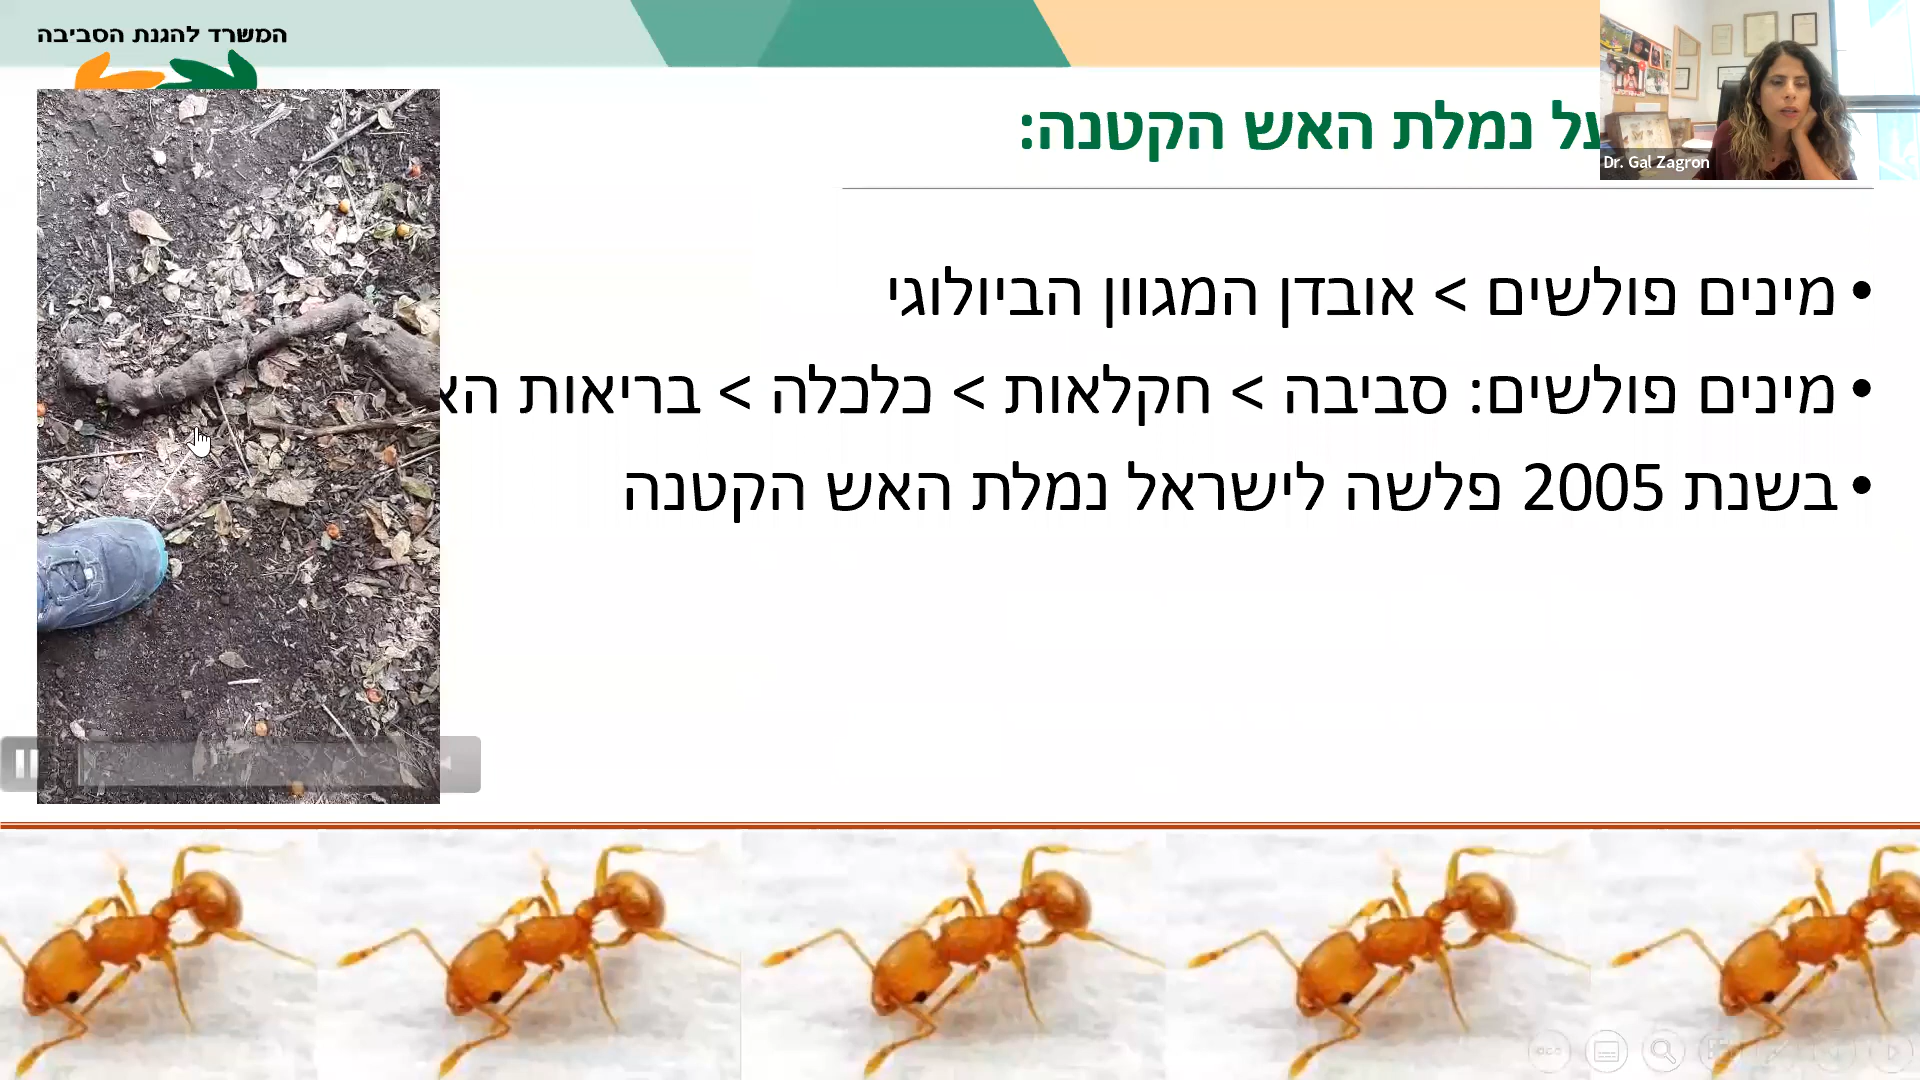 המשרד להגנת הסביבה
על נמלת האש הקטנה:
Dr. Gal Zagron
• מינים פולשים > אובדן המגוון הביולוגי
• מינים פולשים: סביבה > חקלאות > כלכלה > בריאות
• בשנת 2005 פלשה לישראל נמלת האש הקטנה